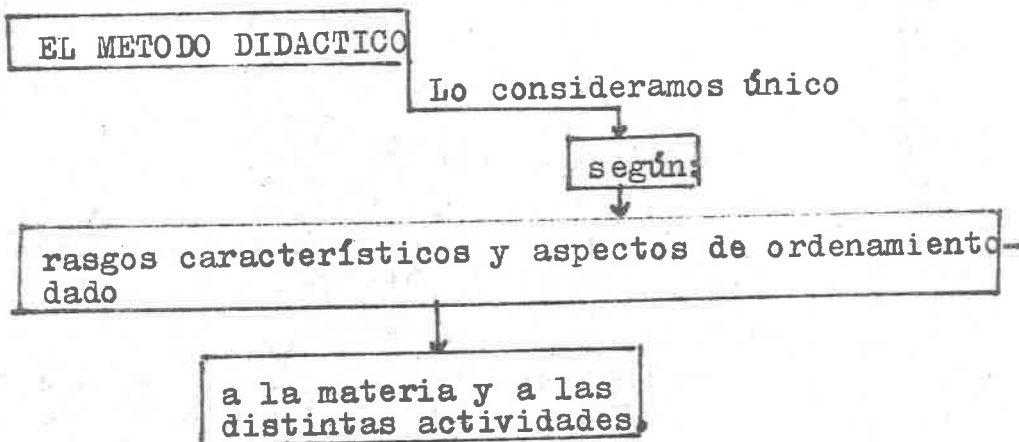 EL METODO DIDACTICO
Lo consideramos único
según:
rasgos característicos y aspectos de ordenamiento
dado
a la materia y a las
distintas actividades